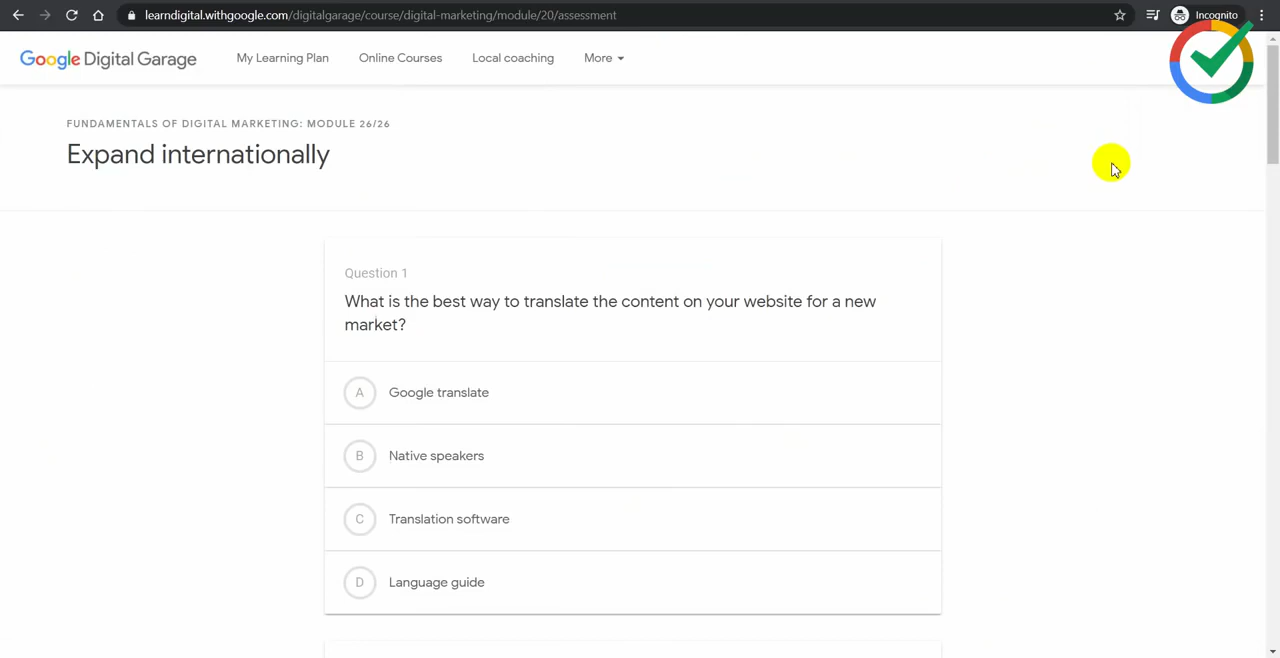 learndigital.withgoogle.com/digitalgarage/course/digital-marketing/module/20/assessment
Incognito
Google Digital Garage
My Learning Plan
Online Courses
Local coaching
More
FUNDAMENTALS OF DIGITAL MARKETING: MODULE 26/26
Expand internationally
Question 1
What is the best way to translate the content on your website for a new
market?
A Google translate
B Native speakers
C Translation software
D Language guide